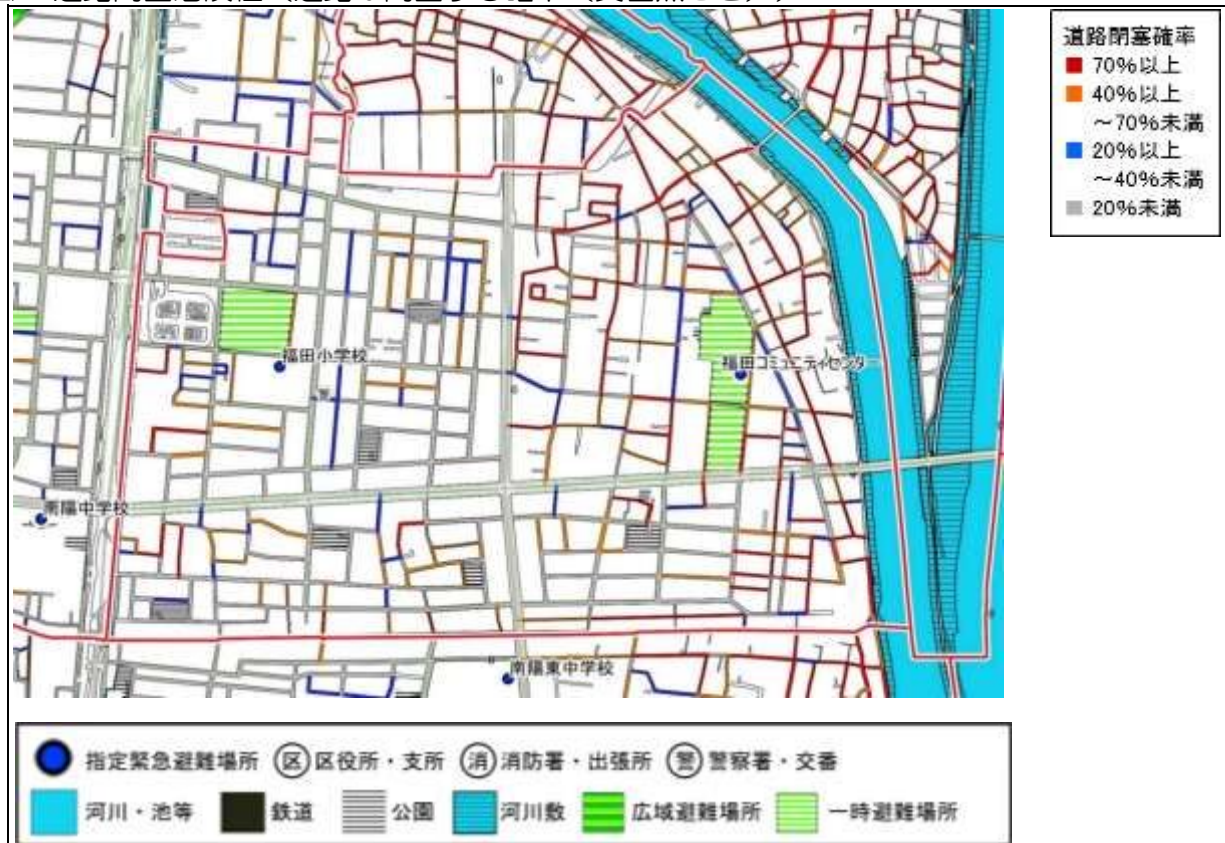 道路閉塞確率
70%以上
40%以上
～70%未満
20%以上
～40%未満
20%未満
福田小学校
福田コミュニティセンター
南陽中学校
南陽東中学校
指定緊急避難場所 区 区役所・支所 消 消防署・出張所 警 警察署・交番
河川・池等 鉄道 公園 河川敷 広域避難場所 一時避難場所